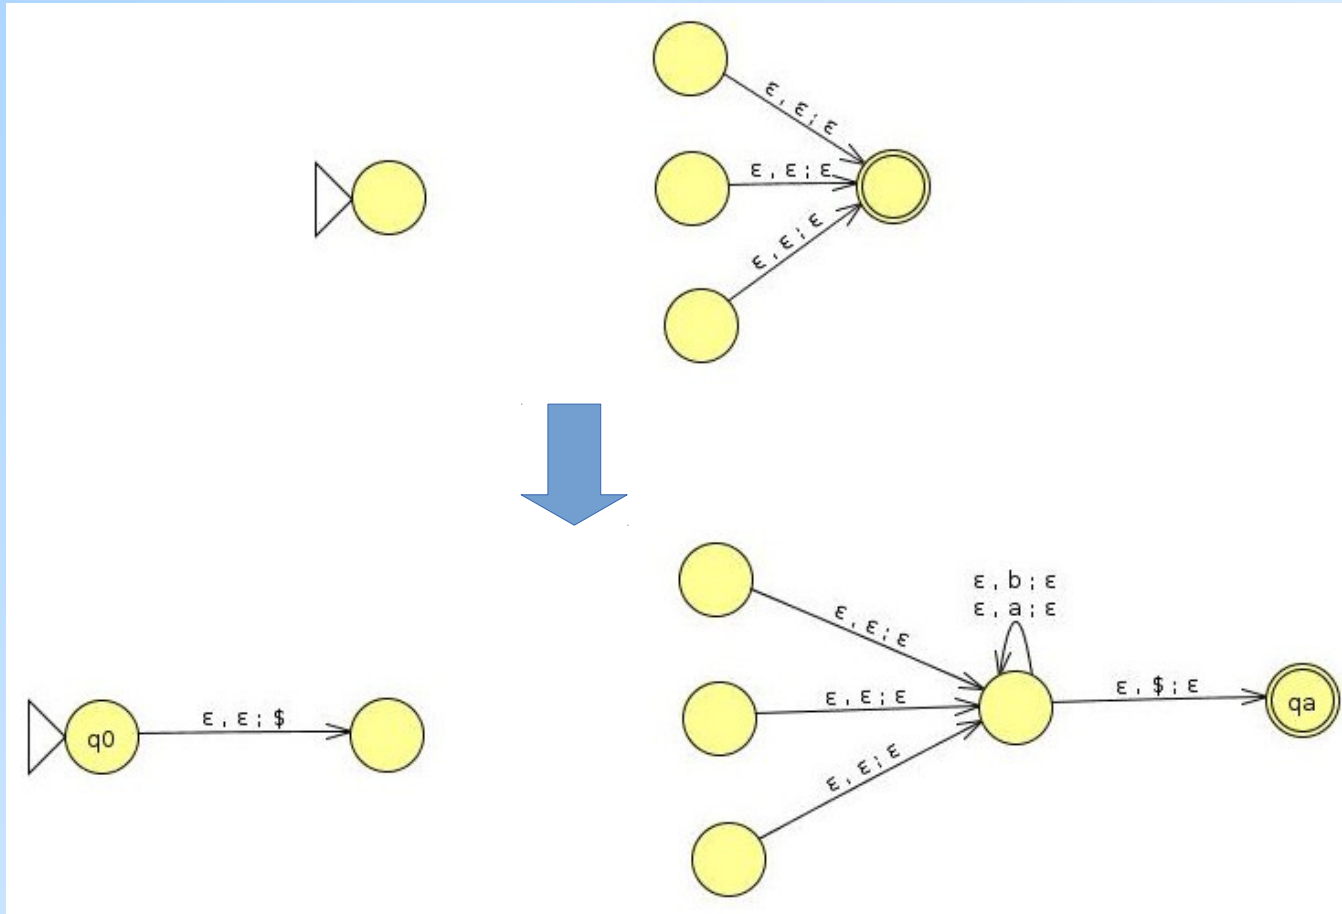 ε , ε ; ε
ε , ε ; ε
ε , ε ; ε
ε , b ; ε
ε , a ; ε
ε , ε ; ε
ε , $ ; ε
ε , ε ; ε
qa
ε , ε ; $
q0
ε , ε ; ε